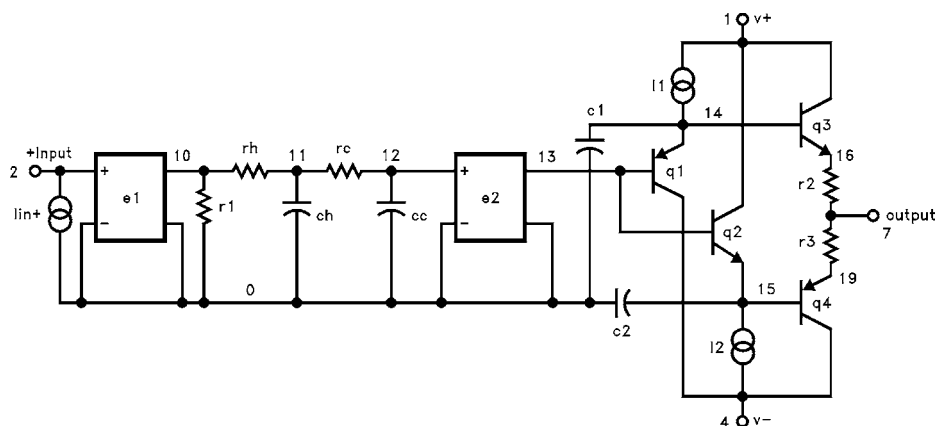 1 v+
I1
c1
14
q3
+Input
10
rh
11
rc
12
13
16
2
+
+
q1
r2
e1
r1
ch
cc
e2
Iin+
−
−
q2
output
7
r3
0
15
19
q4
c2
I2
4 v−